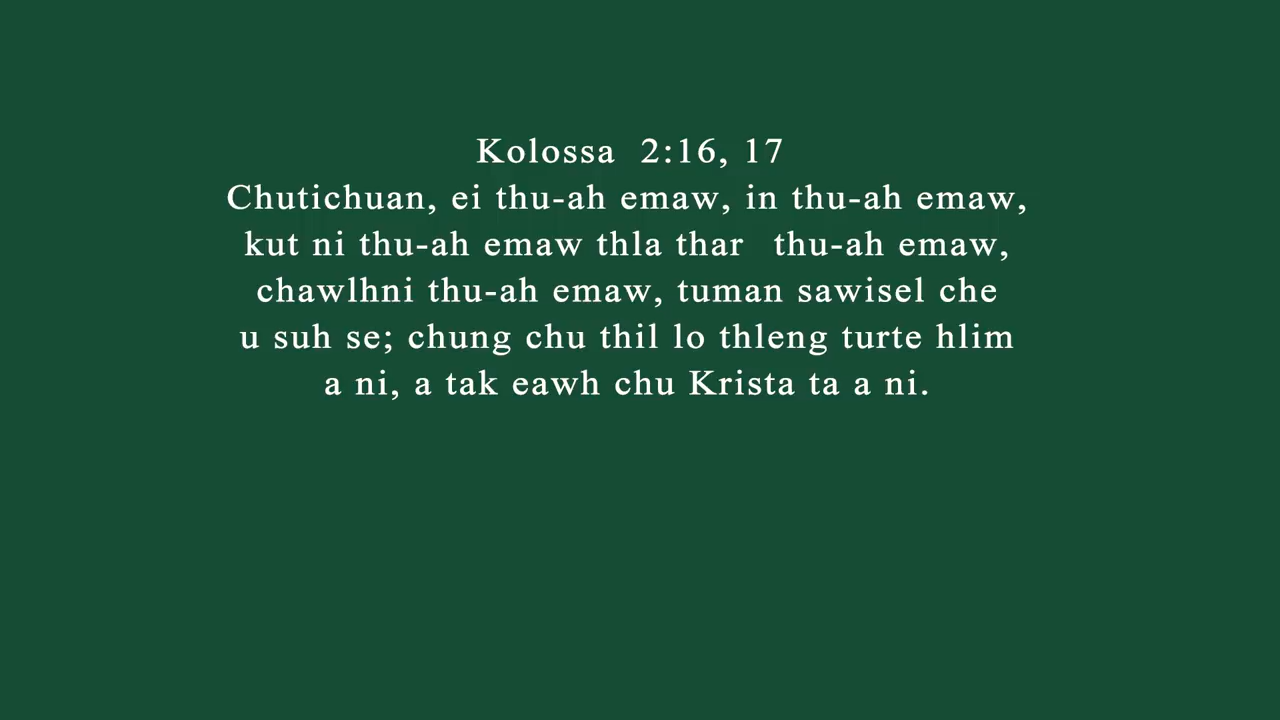 Kolossa  2:16, 17
Chutichuan, ei thu-ah emaw, in thu-ah emaw,
kut ni thu-ah emaw thla thar  thu-ah emaw,
chawlhni thu-ah emaw, tuman sawisel che
u suh se; chung chu thil lo thleng turte hlim
a ni, a tak eawh chu Krista ta a ni.